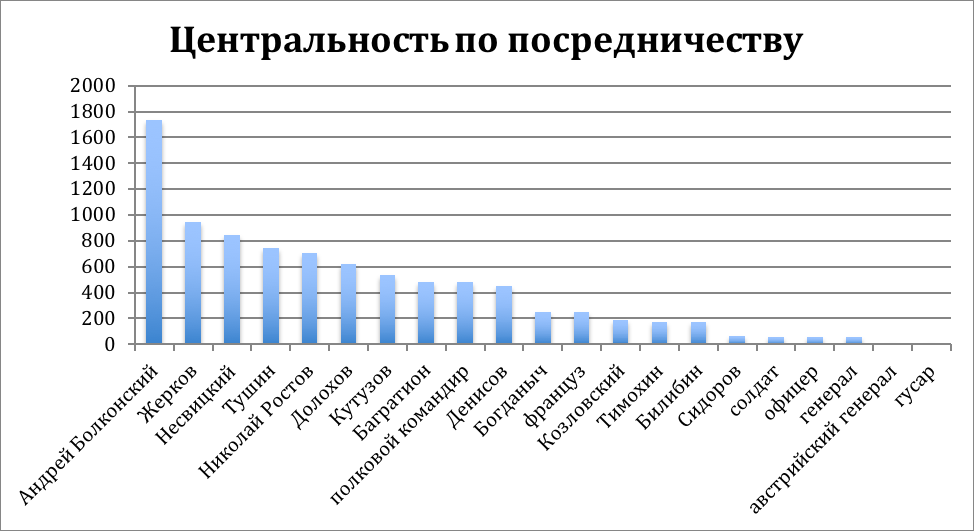 Центральность по посредничеству
2000
1800
1600
1400
1200
1000
800
600
400
200
0
Андрей Болконский
Жерков
Несвицкий
Тушин
Николай Ростов
Долохов
Кутузов
Багратион
полковой командир
Денисов
Богданыч
француз
Козловский
Тимохин
Билибин
Сидоров
солдат
офицер
генерал
австрийский генерал
гусар